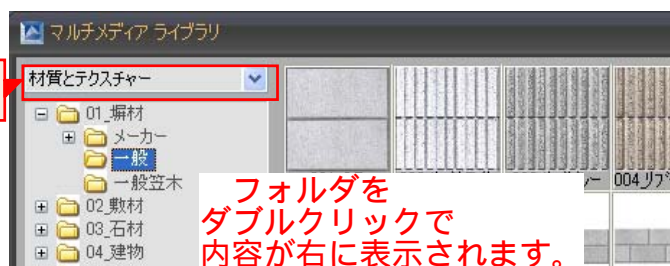 マルチメディア ライブラリ
材質とテクスチャー
01_塀材
メーカー
一般
一般笠木
02_敷材
03_石材
04_建物
004_リブ
フォルダを
ダブルクリックで
内容が右に表示されます。